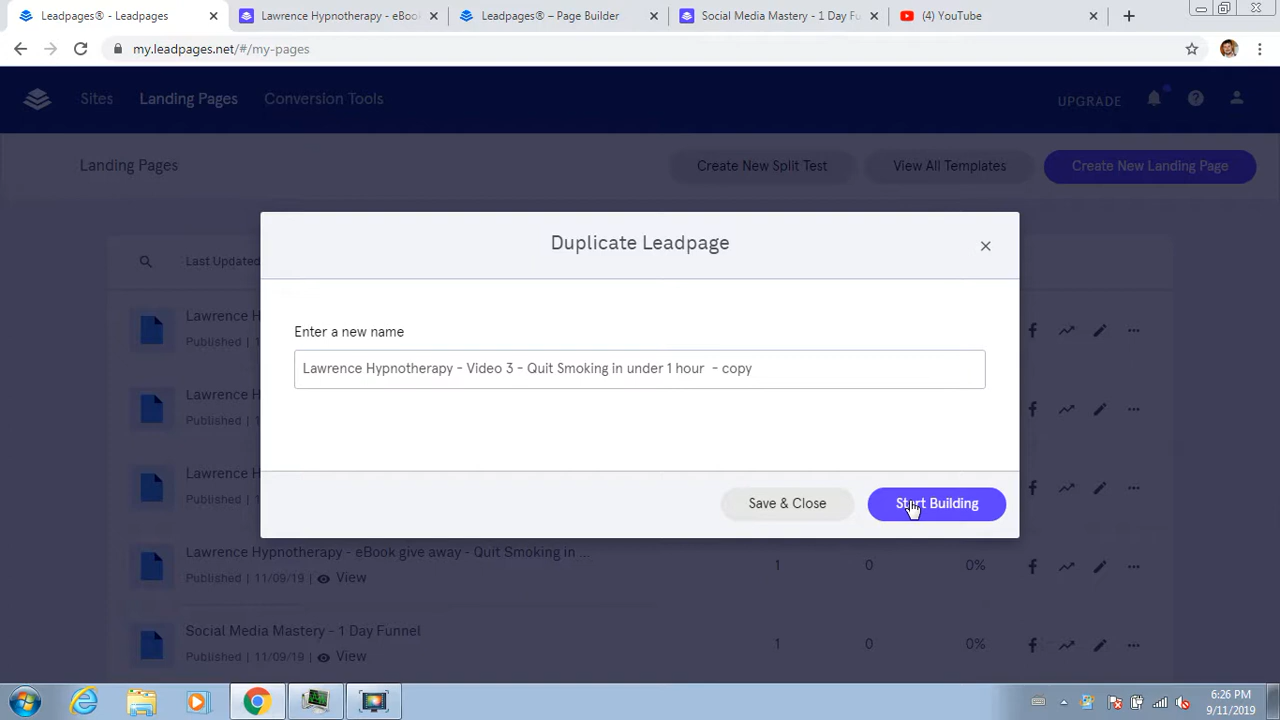 Leadpages® - Leadpages
Lawrence Hypnotherapy - eBook
Leadpages® – Page Builder
Social Media Mastery - 1 Day Fu
(4) YouTube
my.leadpages.net/#/my-pages
Sites
Landing Pages
Conversion Tools
UPGRADE
Landing Pages
Create New Split Test
View All Templates
Create New Landing Page
Duplicate Leadpage
Last Updated
Enter a new name
Lawrence H
Published |
Lawrence Hypnotherapy - Video 3 - Quit Smoking in under 1 hour - copy
Lawrence H
Published |
Lawrence H
Published |
Save & Close
Start Building
Lawrence Hypnotherapy - eBook give away - Quit Smoking in ...
1
0
0%
Published | 11/09/19 | View
Social Media Mastery - 1 Day Funnel
1
0
0%
Published | 11/09/19 | View
6:26 PM
9/11/2019